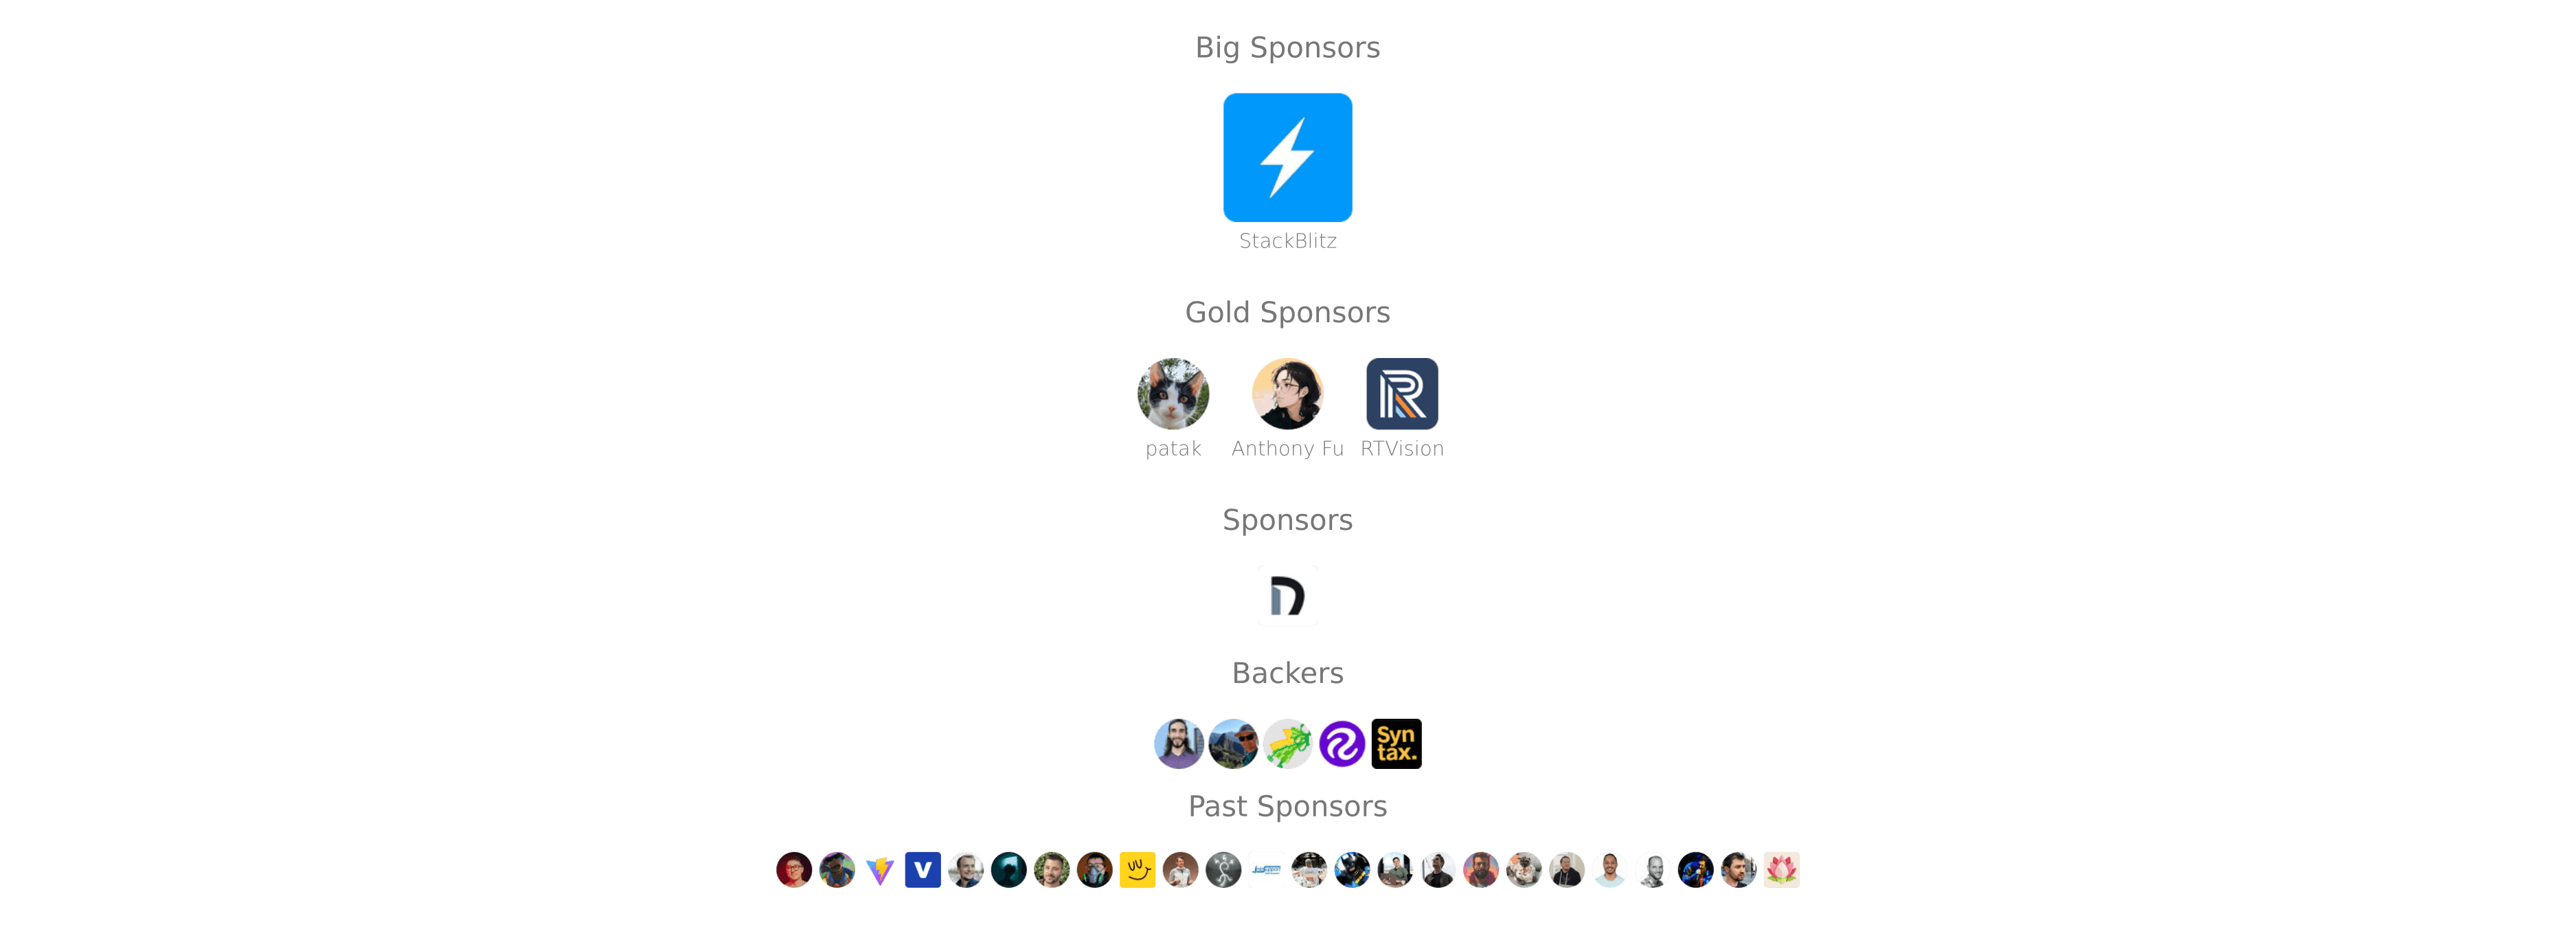 Big Sponsors
StackBlitz
Gold Sponsors
patak Anthony Fu RTVision
Sponsors
Backers
Syn
tax.
Past Sponsors